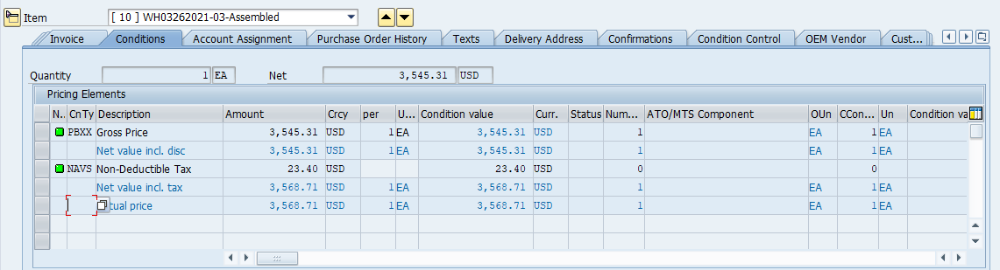 Item [ 10 ] WH03262021-03-Assembled
Invoice Conditions Account Assignment Purchase Order History Texts Delivery Address Confirmations Condition Control OEM Vendor Cust...
Quantity 1 EA Net 3,545.31 USD
Pricing Elements
N.. CnTy Description Amount Crcy per U... Condition value Curr. Status Num... ATO/MTS Component OUn CCon... Un Condition va
PBXX Gross Price 3,545.31 USD 1 EA 3,545.31 USD 1 EA 1 EA
Net value incl. disc 3,545.31 USD 1 EA 3,545.31 USD 1 EA 1 EA
NAVS Non-Deductible Tax 23.40 USD 23.40 USD 0 0
Net value incl. tax 3,568.71 USD 1 EA 3,568.71 USD 1 EA 1 EA
tual price 3,568.71 USD 1 EA 3,568.71 USD 1 EA 1 EA